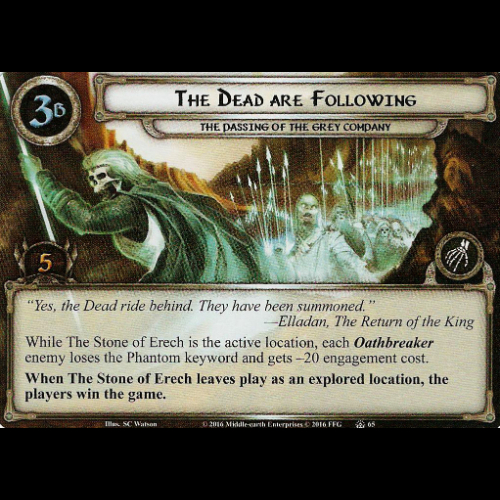 3B
THE DEAD ARE FOLLOWING
THE PASSING OF THE GREY COMPANY
5
“Yes, the Dead ride behind. They have been summoned.”
—Elladan, The Return of the King
While The Stone of Erech is the active location, each Oathbreaker
enemy loses the Phantom keyword and gets –20 engagement cost.
When The Stone of Erech leaves play as an explored location, the
players win the game.
Illus. SC Watson © 2016 Middle-earth Enterprises © 2016 FFG 65